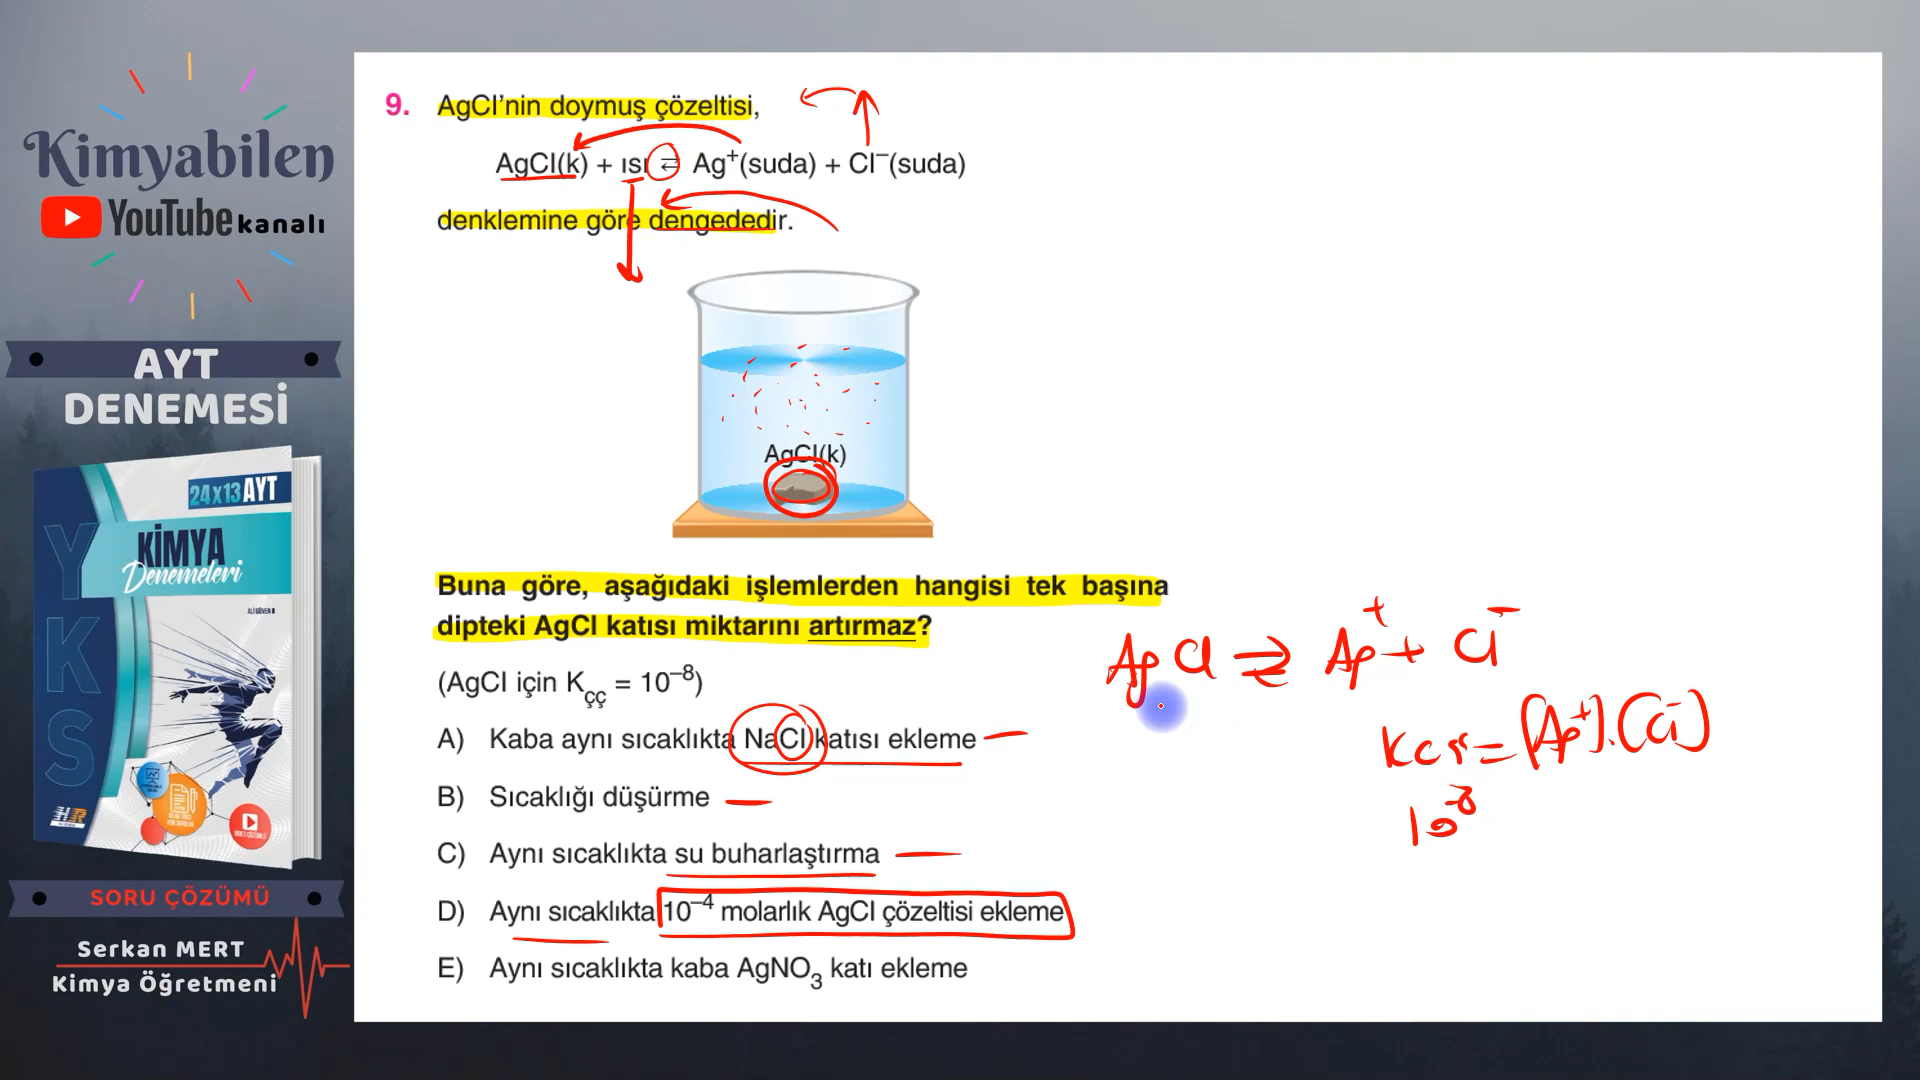 Kimyabilen
YouTube kanalı
AYT
DENEMESİ
24x13 AYT
KİMYA
Denemeleri
ALİ GÜVEN
YKS
SORU ÇÖZÜMÜ
Serkan MERT
Kimya Öğretmeni
9. AgCl'nin doymuş çözeltisi,
AgCl(k) + ısı ⇄ Ag⁺(suda) + Cl⁻(suda)
denklemine göre dengededir.
AgCl(k)
Buna göre, aşağıdaki işlemlerden hangisi tek başına
dipteki AgCl katısı miktarını artırmaz?
(AgCl için Kçç = 10⁻⁸)
A) Kaba aynı sıcaklıkta NaCl katısı ekleme
B) Sıcaklığı düşürme
C) Aynı sıcaklıkta su buharlaştırma
D) Aynı sıcaklıkta 10⁻⁴ molarlık AgCl çözeltisi ekleme
E) Aynı sıcaklıkta kaba AgNO₃ katı ekleme
AgCl ⇄ Ag⁺ + Cl⁻
Kçç = [Ag⁺].[Cl⁻]
10⁻⁸